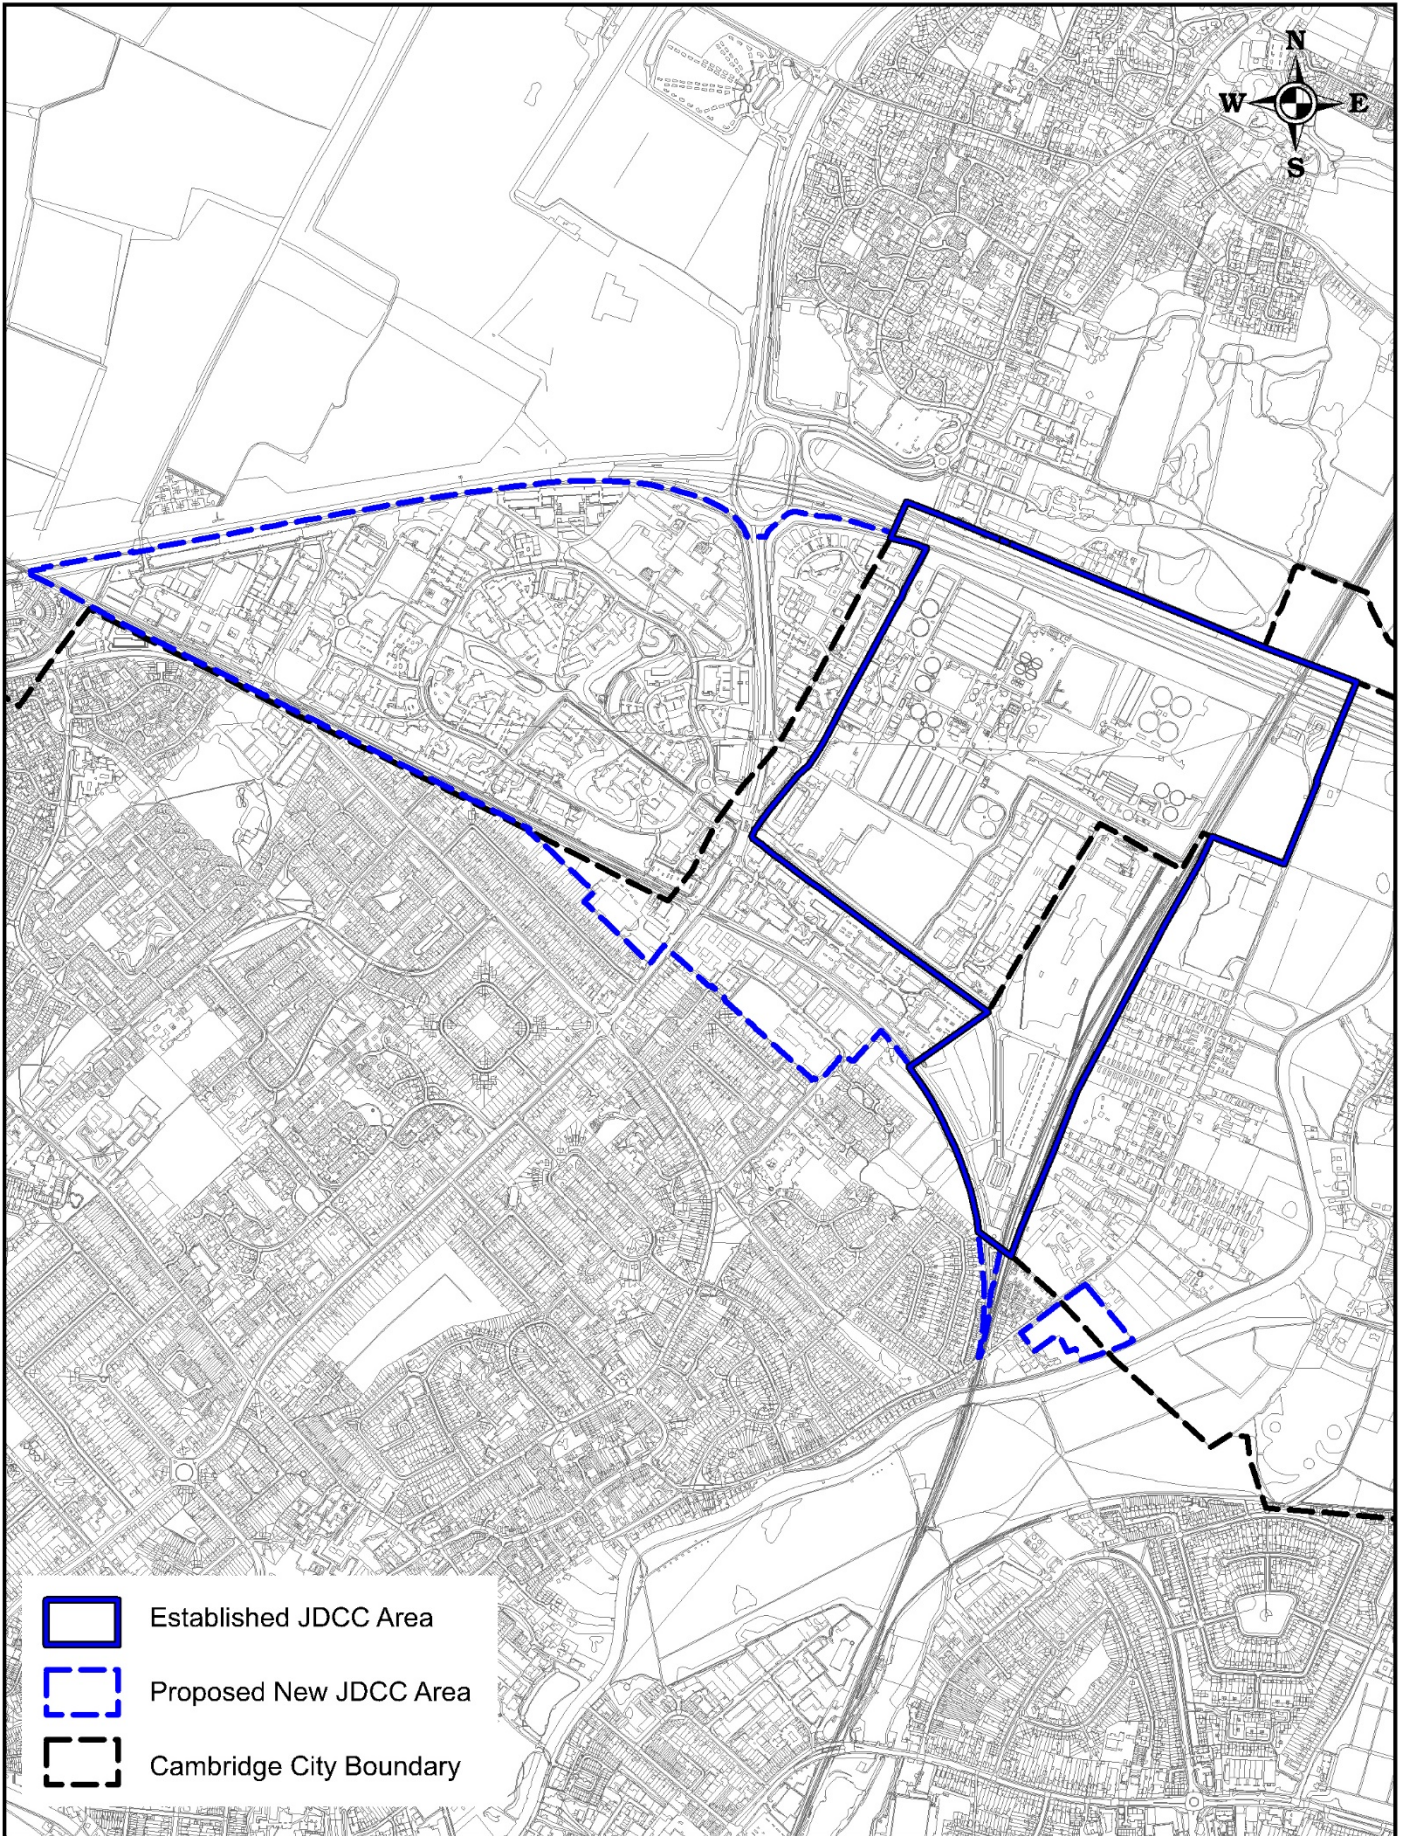 N
W E
S
Established JDCC Area
Proposed New JDCC Area
Cambridge City Boundary